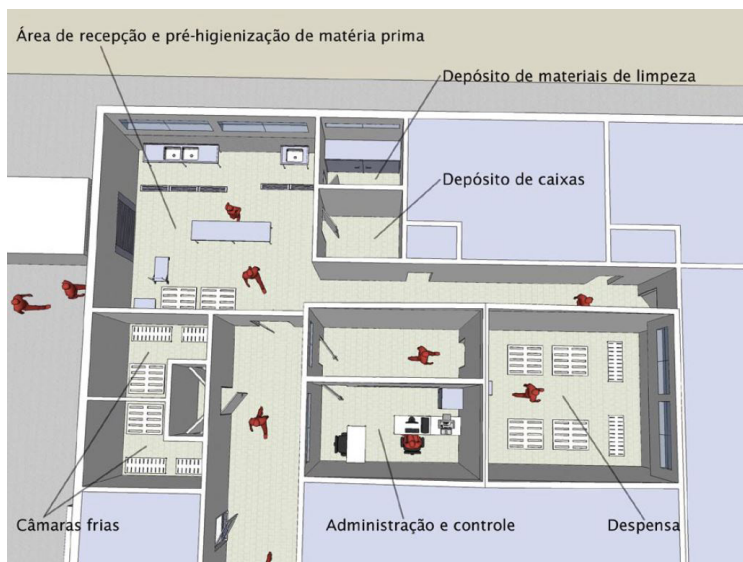 Área de recepção e pré-higienização de matéria prima
Depósito de materiais de limpeza
Depósito de caixas
Câmaras frias
Administração e controle
Despensa